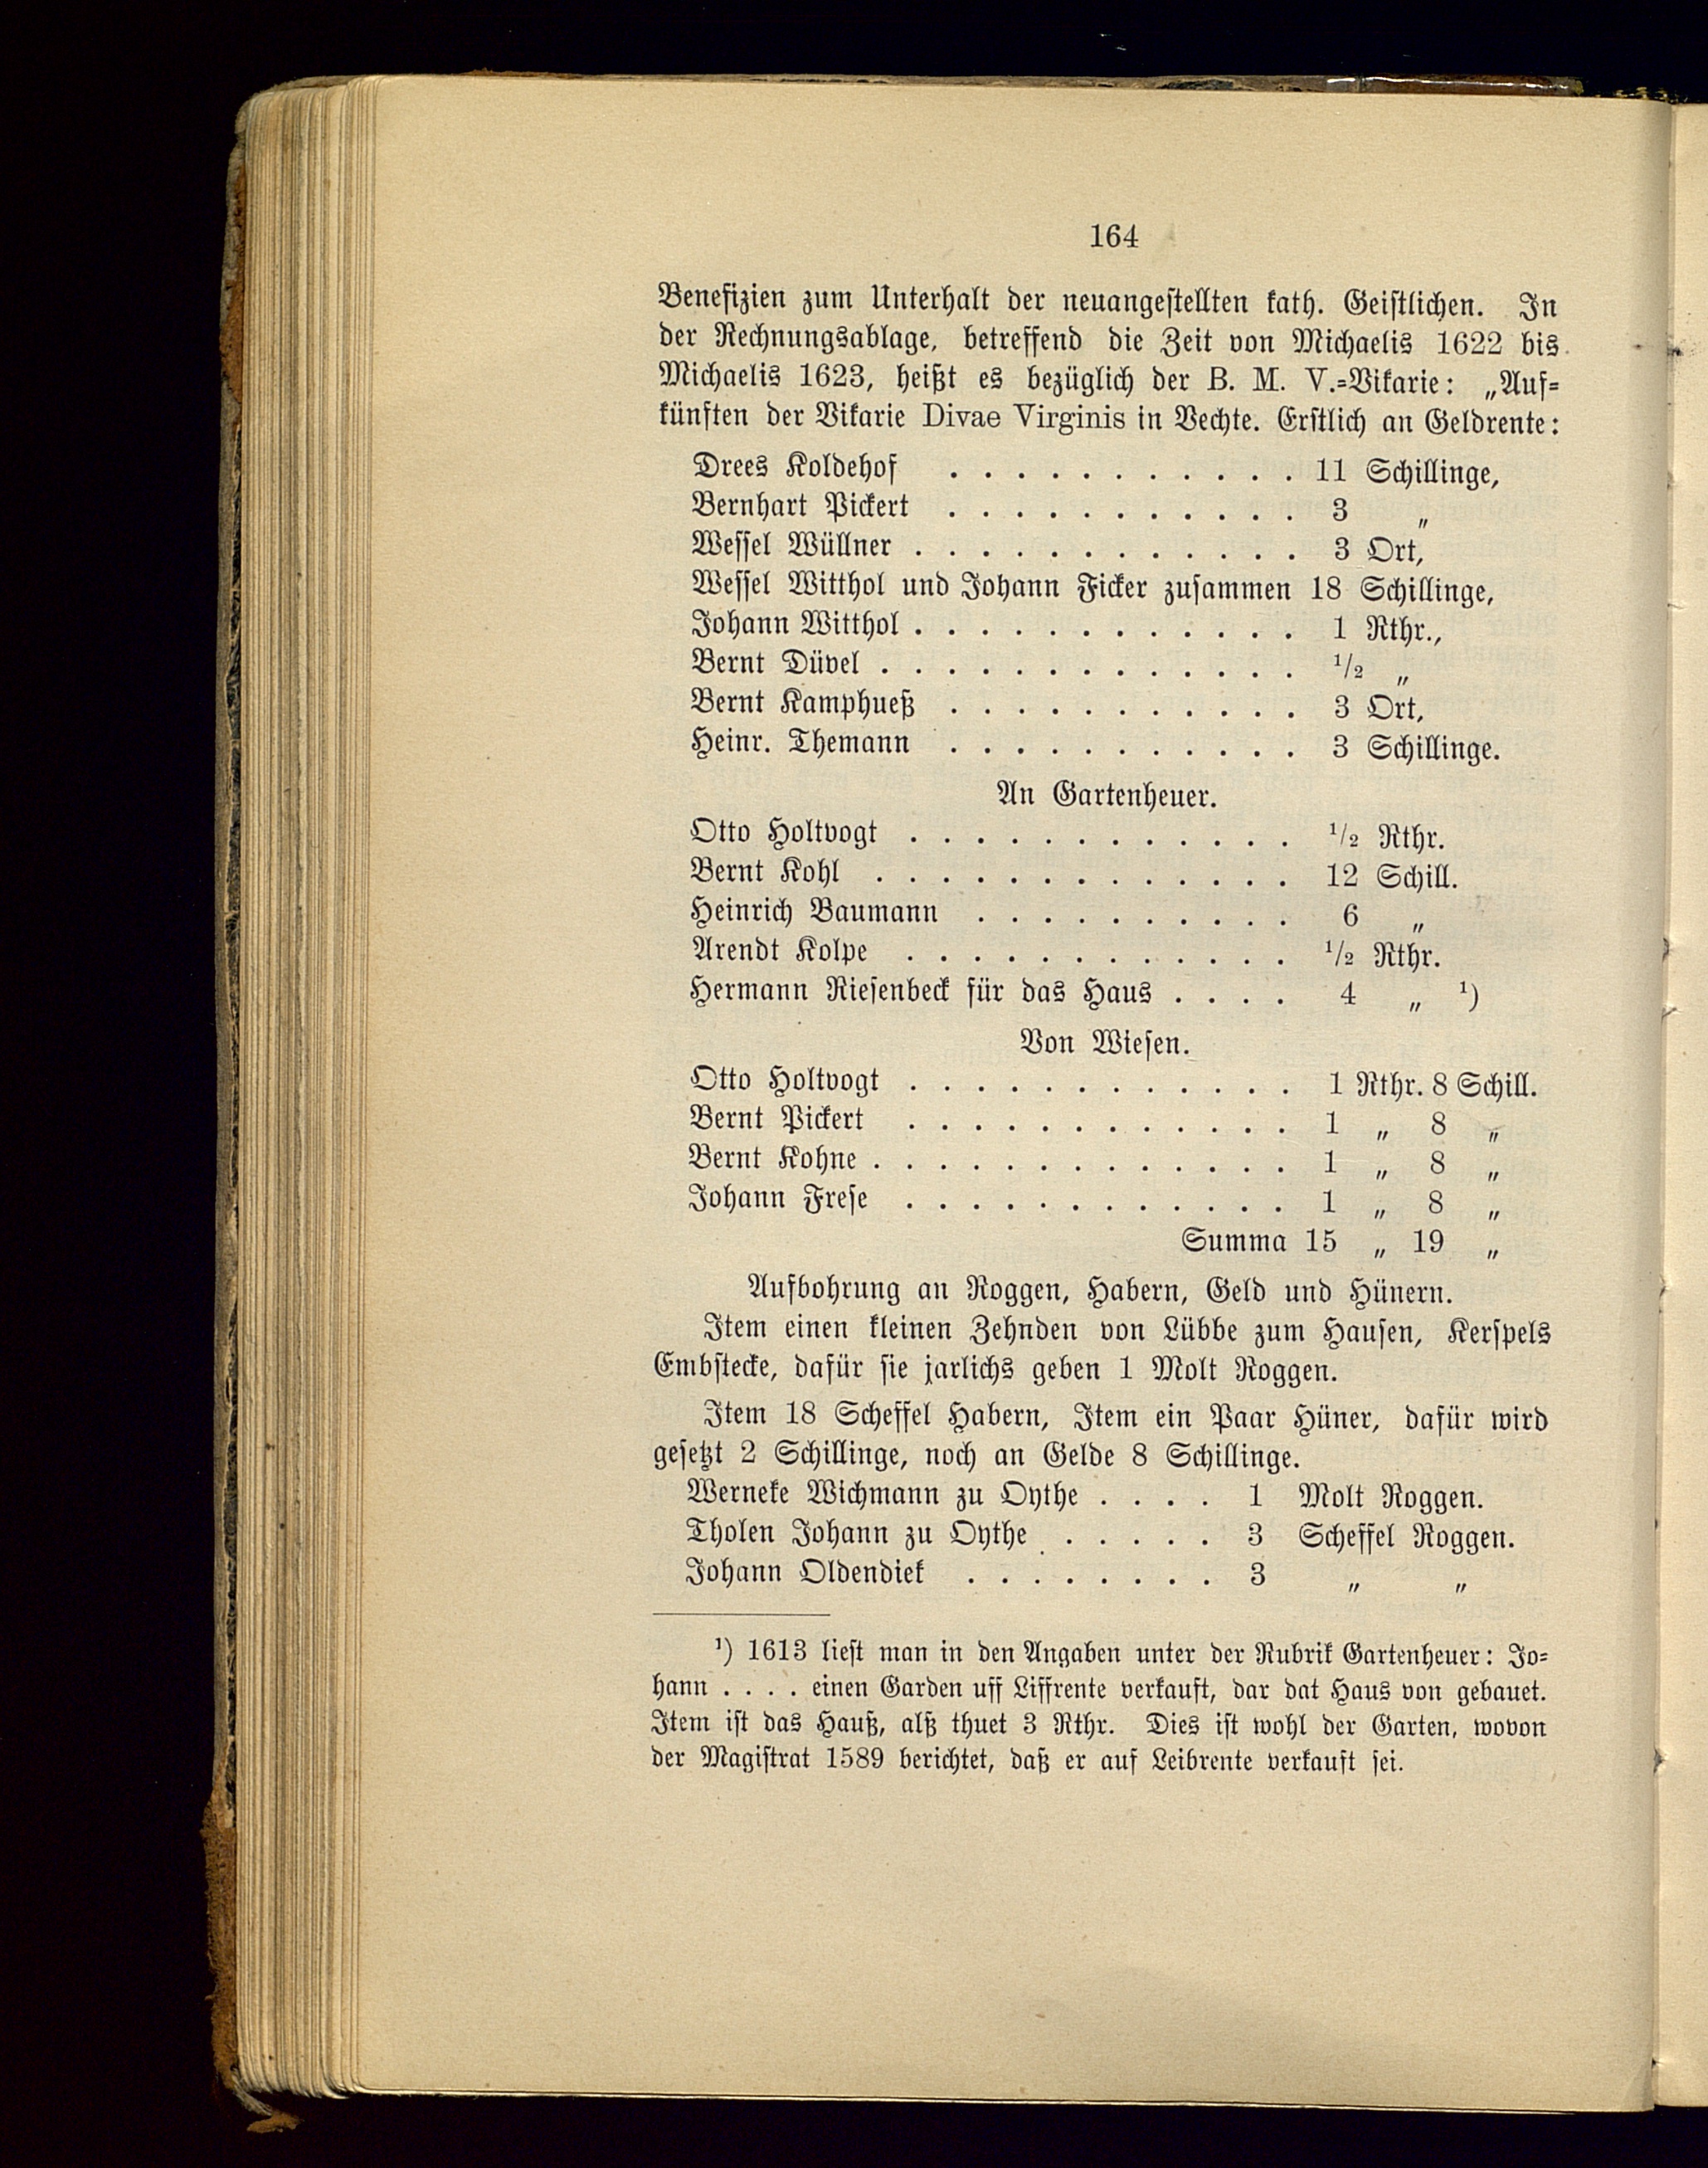 164
Benefizien zum Unterhalt der neuangestellten kath. Geistlichen. In
der Rechnungsablage, betreffend die Zeit von Michaelis 1622 bis
Michaelis 1623, heißt es bezüglich der B. M. V.-Vikarie: „Auf-
künften der Vikarie Divae Virginis in Vechte. Erstlich an Geldrente:
Drees Koldehof . . . . . . . . . . . 11 Schillinge,
Bernhart Pickert . . . . . . . . . . . 3 „
Wessel Wüllner . . . . . . . . . . . . 3 Ort,
Wessel Witthol und Johann Ficker zusammen 18 Schillinge,
Johann Witthol . . . . . . . . . . . . 1 Rthr.,
Bernt Düvel . . . . . . . . . . . . . 1/2 „
Bernt Kamphueß . . . . . . . . . . . 3 Ort,
Heinr. Themann . . . . . . . . . . . 3 Schillinge.
An Gartenheuer.
Otto Holtvogt . . . . . . . . . . . . 1/2 Rthr.
Bernt Kohl . . . . . . . . . . . . . 12 Schill.
Heinrich Baumann . . . . . . . . . . 6 „
Arendt Kolpe . . . . . . . . . . . . 1/2 Rthr.
Hermann Riesenbeck für das Haus . . . . 4 „ ¹)
Von Wiesen.
Otto Holtvogt . . . . . . . . . . . . 1 Rthr. 8 Schill.
Bernt Pickert . . . . . . . . . . . . 1 „ 8 „
Bernt Kohne . . . . . . . . . . . . . 1 „ 8 „
Johann Frese . . . . . . . . . . . . 1 „ 8 „
Summa 15 „ 19 „
Aufbohrung an Roggen, Habern, Geld und Hünern.
Item einen kleinen Zehnden von Lübbe zum Hausen, Kerspels
Embstecke, dafür sie jarlichs geben 1 Molt Roggen.
Item 18 Scheffel Habern, Item ein Paar Hüner, dafür wird
gesetzt 2 Schillinge, noch an Gelde 8 Schillinge.
Werneke Wichmann zu Oythe . . . . 1 Molt Roggen.
Tholen Johann zu Oythe . . . . . 3 Scheffel Roggen.
Johann Oldendiek . . . . . . . . 3 „ „
¹) 1613 liest man in den Angaben unter der Rubrik Gartenheuer: Jo-
hann . . . . einen Garden uff Liffrente verkauft, dar dat Haus von gebauet.
Item ist das Hauß, alß thuet 3 Rthr. Dies ist wohl der Garten, wovon
der Magistrat 1589 berichtet, daß er auf Leibrente verkauft sei.